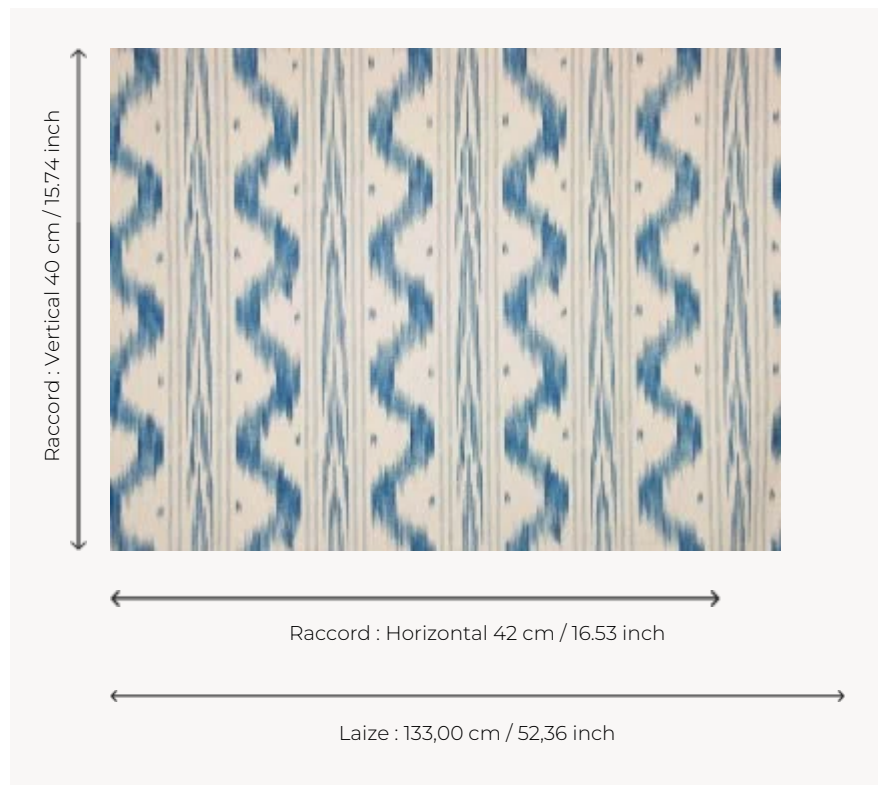 Raccord : Vertical 40 cm / 15.74 inch
Raccord : Horizontal 42 cm / 16.53 inch
Laize : 133,00 cm / 52,36 inch